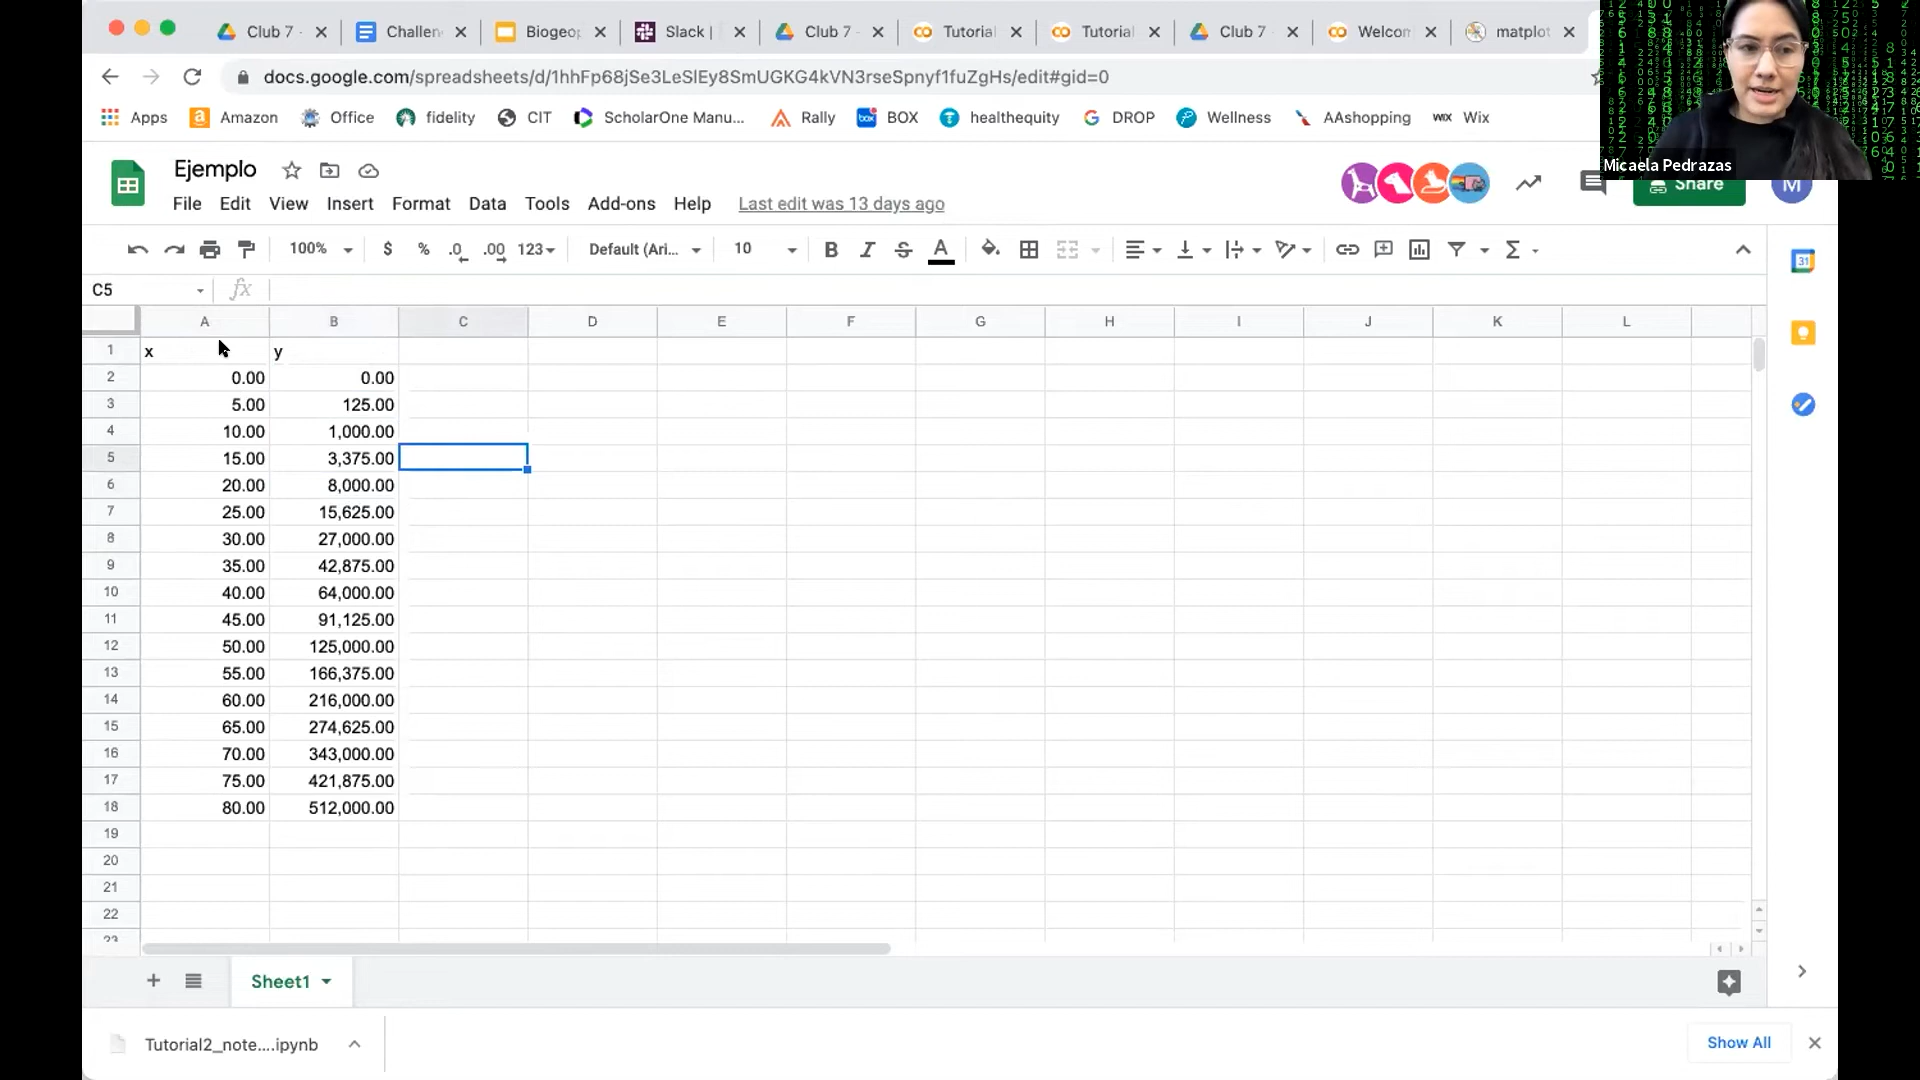 Club 7 -
Challen
Biogeo
Slack |
Club 7 -
Tutorial
Tutorial
Club 7 -
Welcom
matplot
docs.google.com/spreadsheets/d/1hhFp68jSe3LeSlEy8SmUGKG4kVN3rseSpnyf1fuZgHs/edit#gid=0
Apps Amazon Office fidelity CIT ScholarOne Manu... Rally BOX healthequity DROP Wellness AAshopping WIX Wix
Micaela Pedrazas
Ejemplo
File Edit View Insert Format Data Tools Add-ons Help Last edit was 13 days ago
Share
M
100% $ % .0 .00 123 Default (Ari... 10 B I S A
31
C5 fx
A B C D E F G H I J K L
1 x y
2 0.00 0.00
3 5.00 125.00
4 10.00 1,000.00
5 15.00 3,375.00
6 20.00 8,000.00
7 25.00 15,625.00
8 30.00 27,000.00
9 35.00 42,875.00
10 40.00 64,000.00
11 45.00 91,125.00
12 50.00 125,000.00
13 55.00 166,375.00
14 60.00 216,000.00
15 65.00 274,625.00
16 70.00 343,000.00
17 75.00 421,875.00
18 80.00 512,000.00
19
20
21
22
23
Sheet1
Tutorial2_note....ipynb
Show All